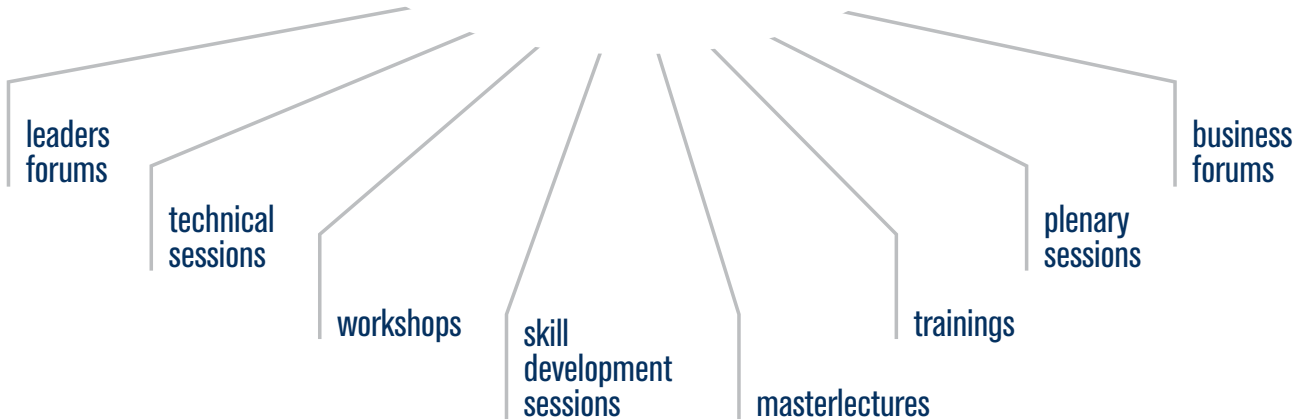 leaders
forums
technical
sessions
workshops
skill
development
sessions
masterlectures
trainings
plenary
sessions
business
forums